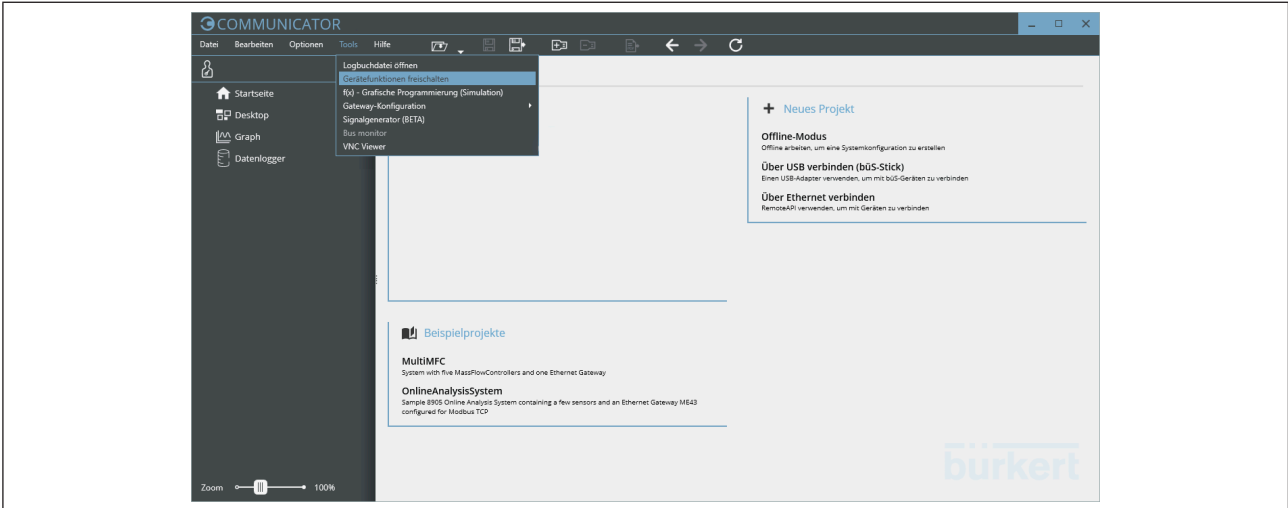 COMMUNICATOR
Datei Bearbeiten Optionen Tools Hilfe
Logbuchdatei öffnen
Gerätefunktionen freischalten
f(x) - Grafische Programmierung (Simulation)
Gateway-Konfiguration
Signalgenerator (BETA)
Bus monitor
VNC Viewer
Startseite
Desktop
Graph
Datenlogger
Neues Projekt
Offline-Modus
Offline arbeiten, um eine Systemkonfiguration zu erstellen
Über USB verbinden (büS-Stick)
Einen USB-Adapter verwenden, um mit büS-Geräten zu verbinden
Über Ethernet verbinden
RemoteAPI verwenden, um mit Geräten zu verbinden
Beispielprojekte
MultiMFC
System with five MassFlowControllers and one Ethernet Gateway
OnlineAnalysisSystem
Sample 8905 Online Analysis System containing a few sensors and an Ethernet Gateway ME43
configured for Modbus TCP
burkert
Zoom 100%